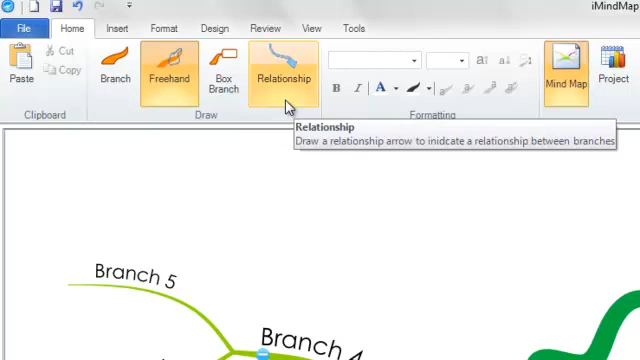 iMindMap
File Home Insert Format Design Review View Tools
Paste
Cut
Copy
Clipboard
Branch
Freehand
Box
Branch
Relationship
Draw
B I A
Formatting
Mind Map
Project
Relationship
Draw a relationship arrow to inidcate a relationship between branches
Branch 5
Branch 4